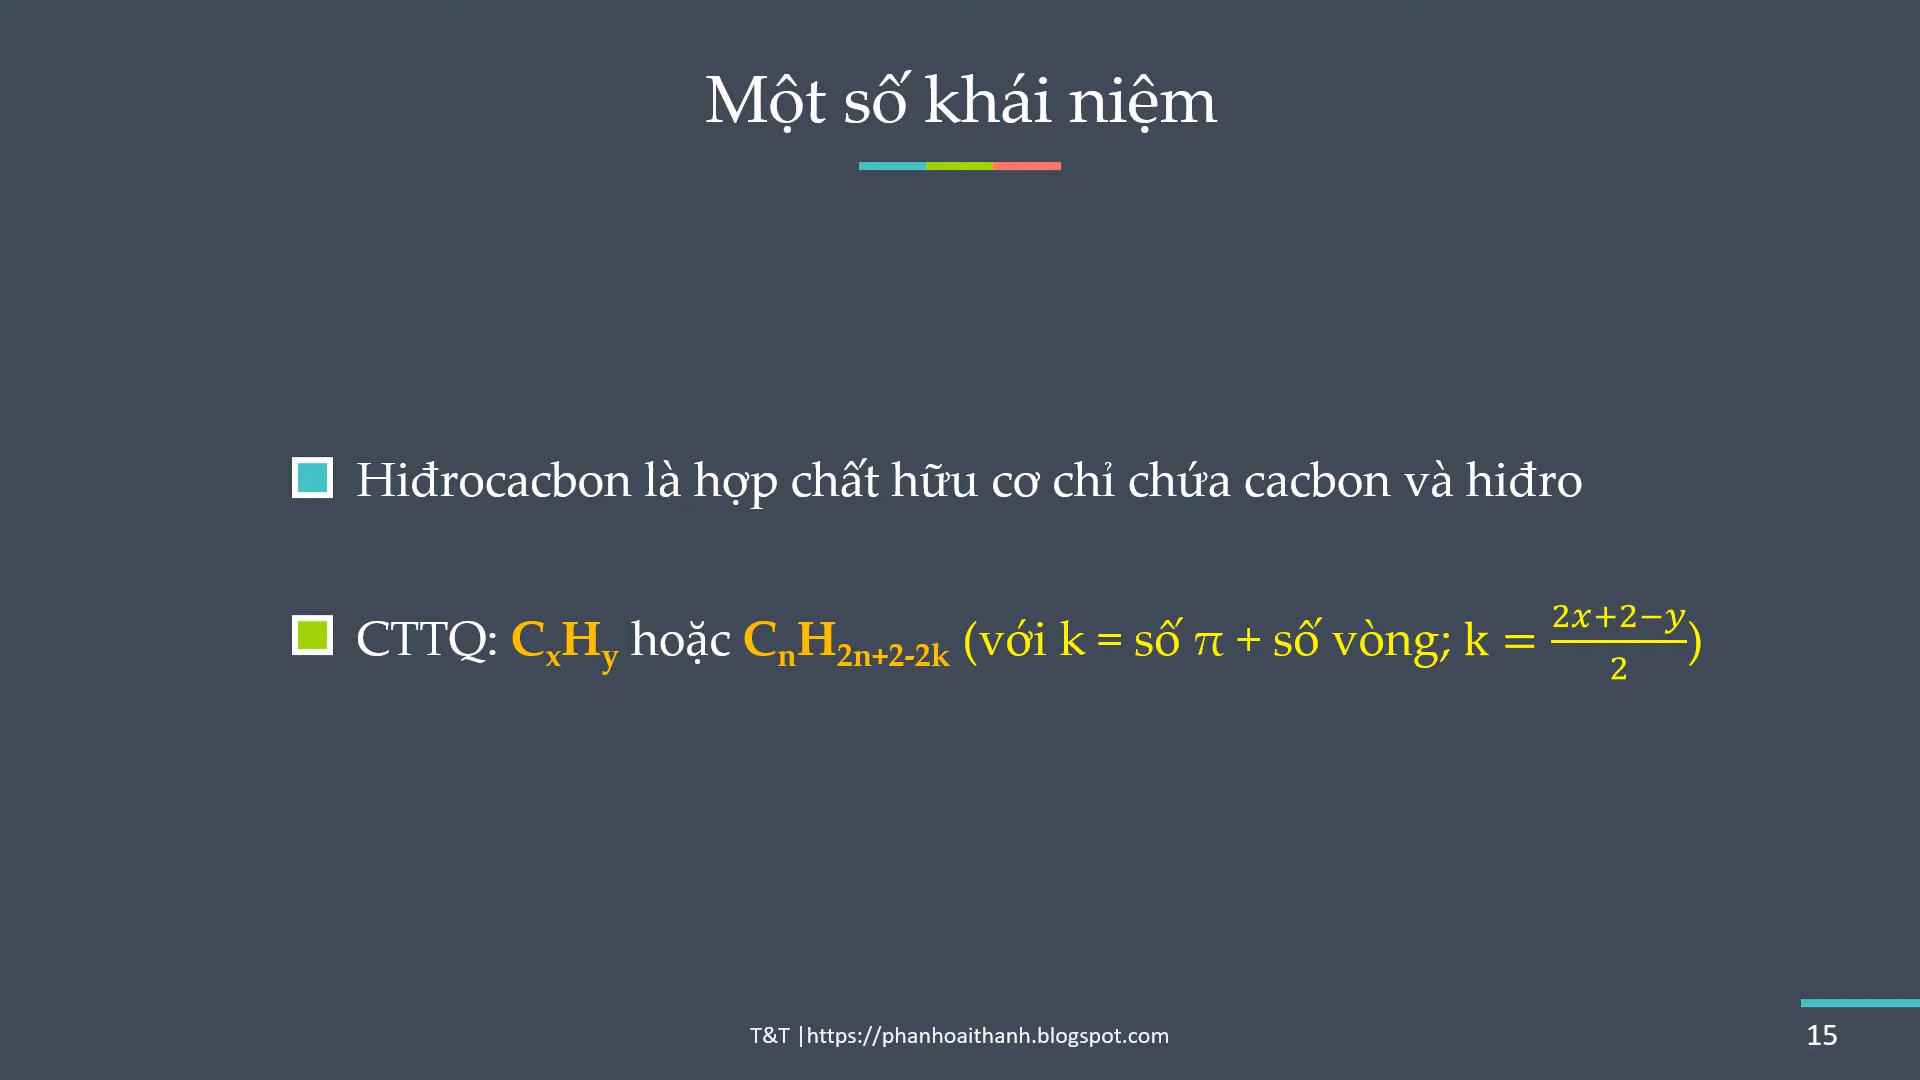 Một số khái niệm
Hiđrocacbon là hợp chất hữu cơ chỉ chứa cacbon và hiđro
CTTQ: CxHy hoặc CnH2n+2-2k (với k = số π + số vòng; k = (2x+2−y)/2)
T&T |https://phanhoaithanh.blogspot.com
15